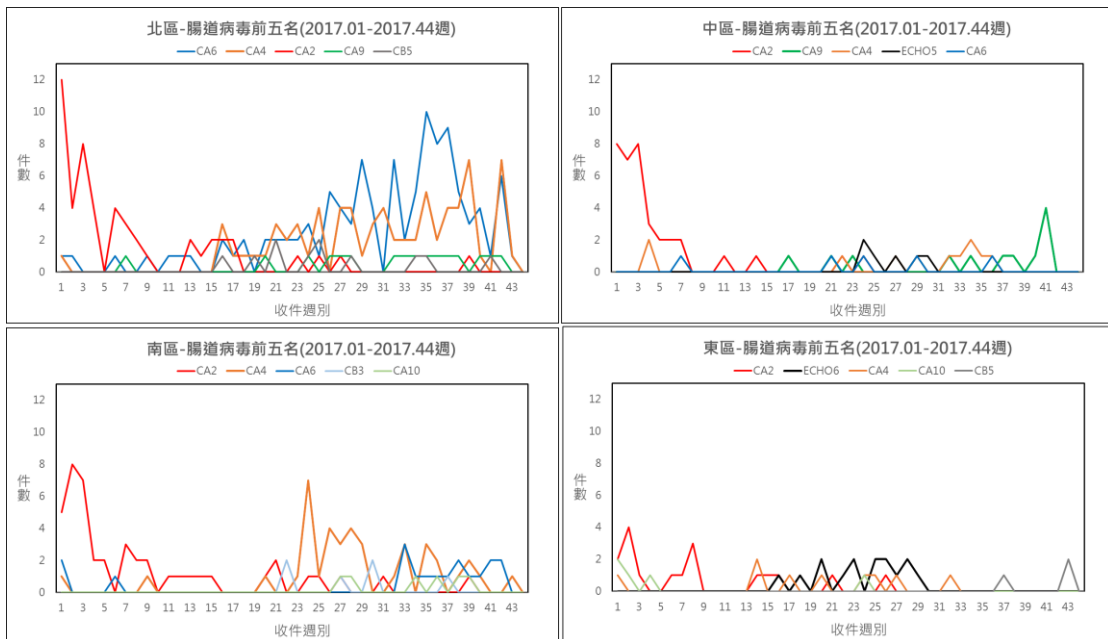 北區-腸道病毒前五名(2017.01-2017.44週)
CA6 CA4 CA2 CA9 CB5
12
10
8
6
4
2
0
件數
1 3 5 7 9 11 13 15 17 19 21 23 25 27 29 31 33 35 37 39 41 43
收件週別
中區-腸道病毒前五名(2017.01-2017.44週)
CA2 CA9 CA4 ECHO5 CA6
12
10
8
6
4
2
0
件數
1 3 5 7 9 11 13 15 17 19 21 23 25 27 29 31 33 35 37 39 41 43
收件週別
南區-腸道病毒前五名(2017.01-2017.44週)
CA2 CA4 CA6 CB3 CA10
12
10
8
6
4
2
0
件數
1 3 5 7 9 11 13 15 17 19 21 23 25 27 29 31 33 35 37 39 41 43
收件週別
東區-腸道病毒前五名(2017.01-2017.44週)
CA2 ECHO6 CA4 CA10 CB5
12
10
8
6
4
2
0
件數
1 3 5 7 9 11 13 15 17 19 21 23 25 27 29 31 33 35 37 39 41 43
收件週別